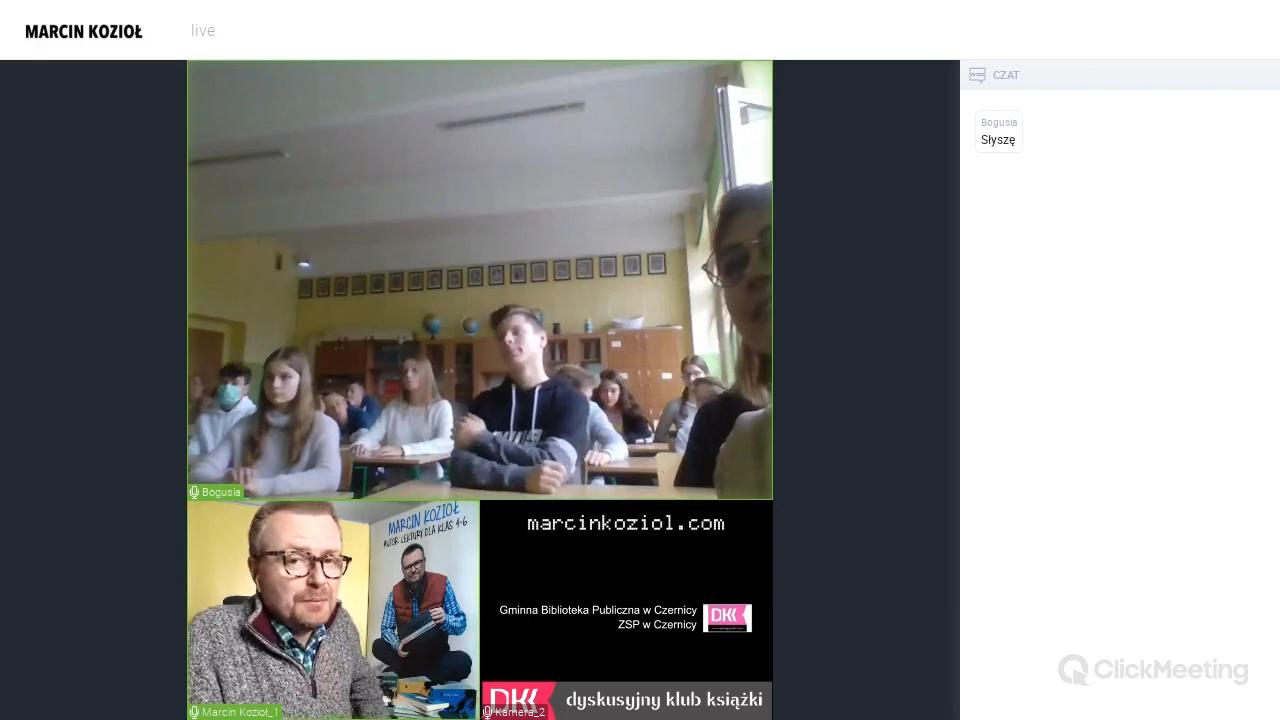 MARCIN KOZIOŁ
live
CZAT
Bogusia
Słyszę
Bogusia
MARCIN KOZIOŁ
AUTOR LEKTURY DLA KLAS 4-6
Marcin Kozioł_1
marcinkoziol.com
Gminna Biblioteka Publiczna w Czernicy
ZSP w Czernicy
DKK
DKK
dyskusyjny klub książki
Kamera_2
ClickMeeting